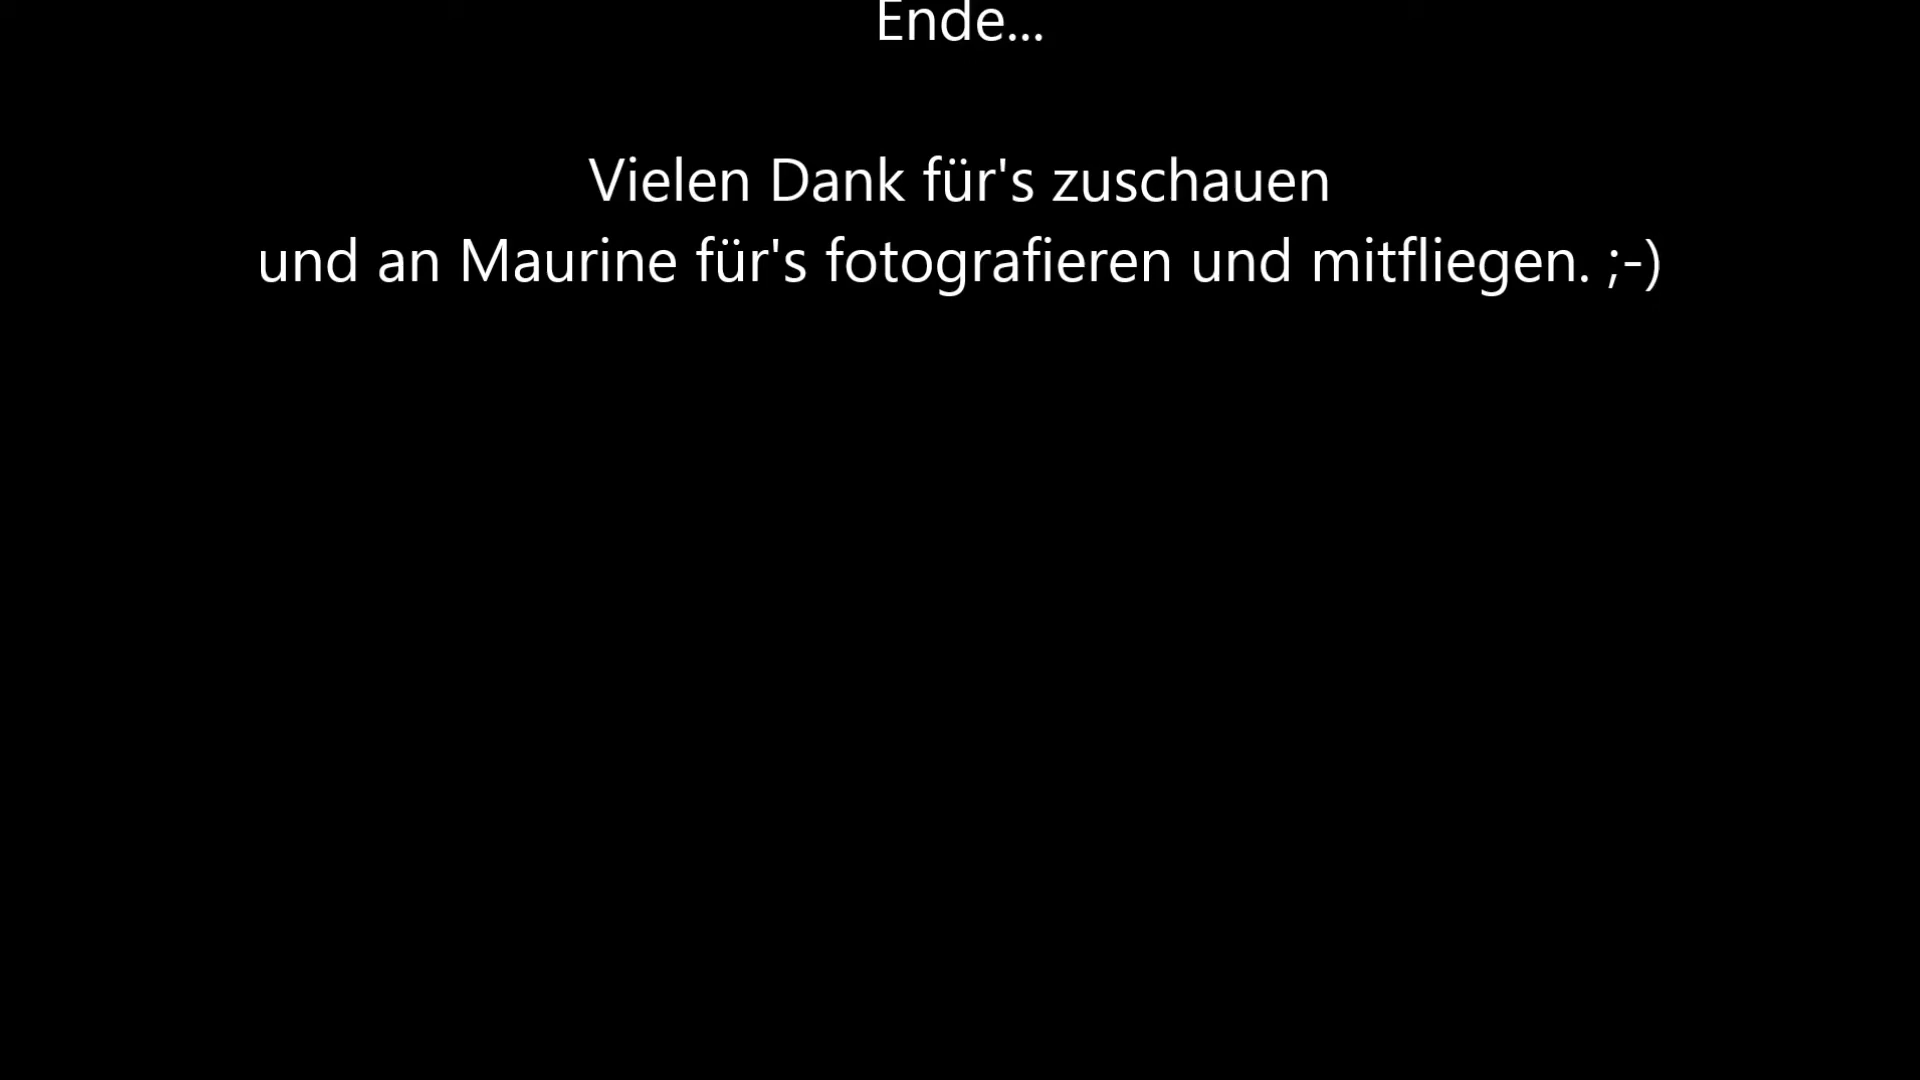 Ende...
Vielen Dank für's zuschauen
und an Maurine für's fotografieren und mitfliegen. ;-)